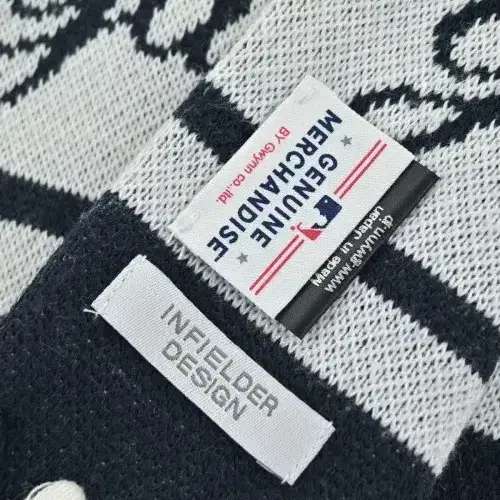 GENUINE
MERCHANDISE
BY Gwynn co.,ltd.
Made in Japan
www.gwynn.jp
INFIELDER
DESIGN